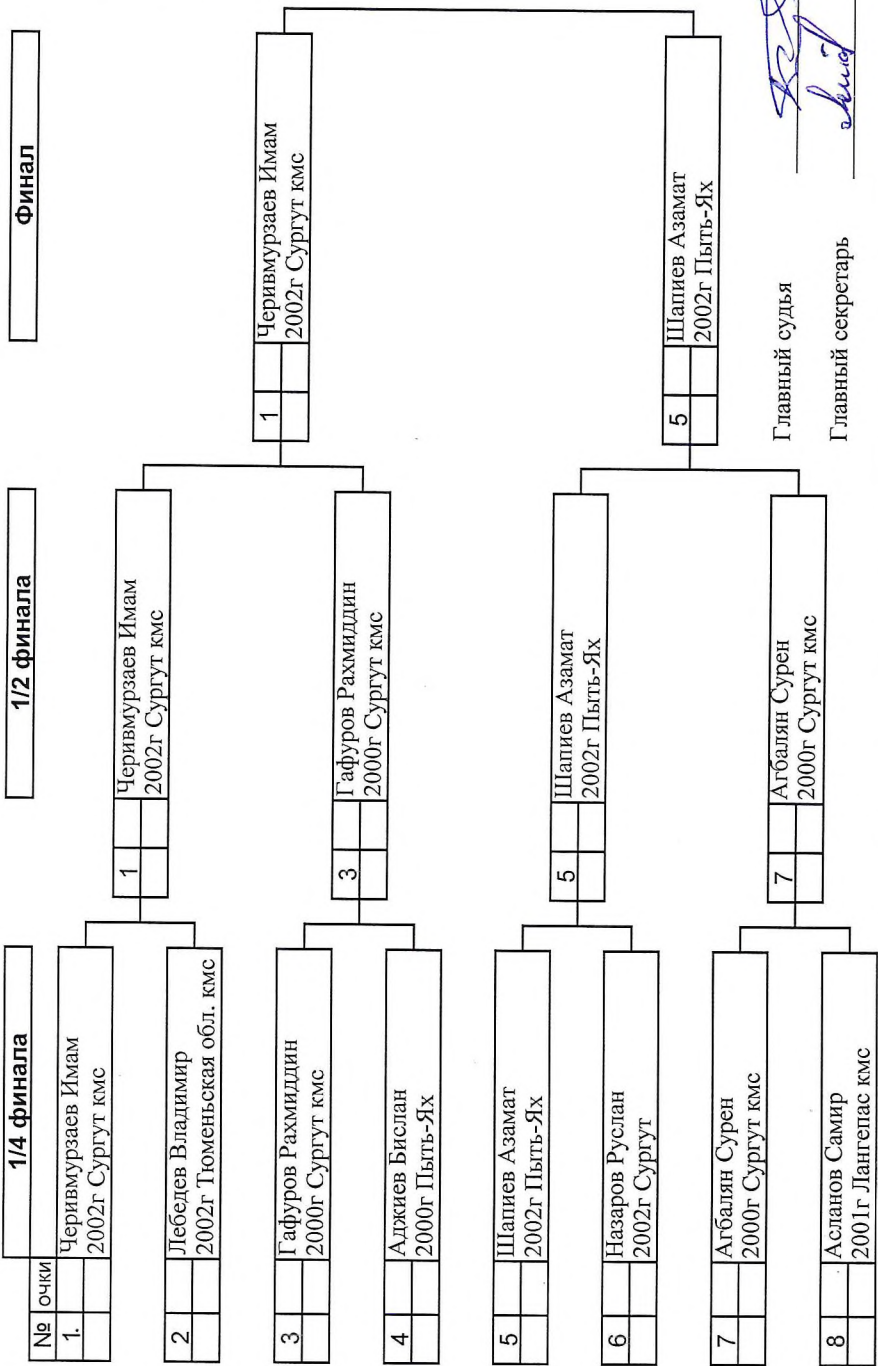 1/4 финала
№ очки
1. Черивмурзаев Имам
2002г Сургут кмс
2 Лебедев Владимир
2002г Тюменьская обл. кмс
3 Гафуров Рахмиддин
2000г Сургут кмс
4 Аджиев Бислан
2000г Пыть-Ях
5 Шапиев Азамат
2002г Пыть-Ях
6 Назаров Руслан
2002г Сургут
7 Агбалян Сурен
2000г Сургут кмс
8 Асланов Самир
2001г Лангепас кмс
1/2 финала
1 Черивмурзаев Имам
2002г Сургут кмс
3 Гафуров Рахмиддин
2000г Сургут кмс
5 Шапиев Азамат
2002г Пыть-Ях
7 Агбалян Сурен
2000г Сургут кмс
Финал
1 Черивмурзаев Имам
2002г Сургут кмс
5 Шапиев Азамат
2002г Пыть-Ях
Главный судья
Главный секретарь